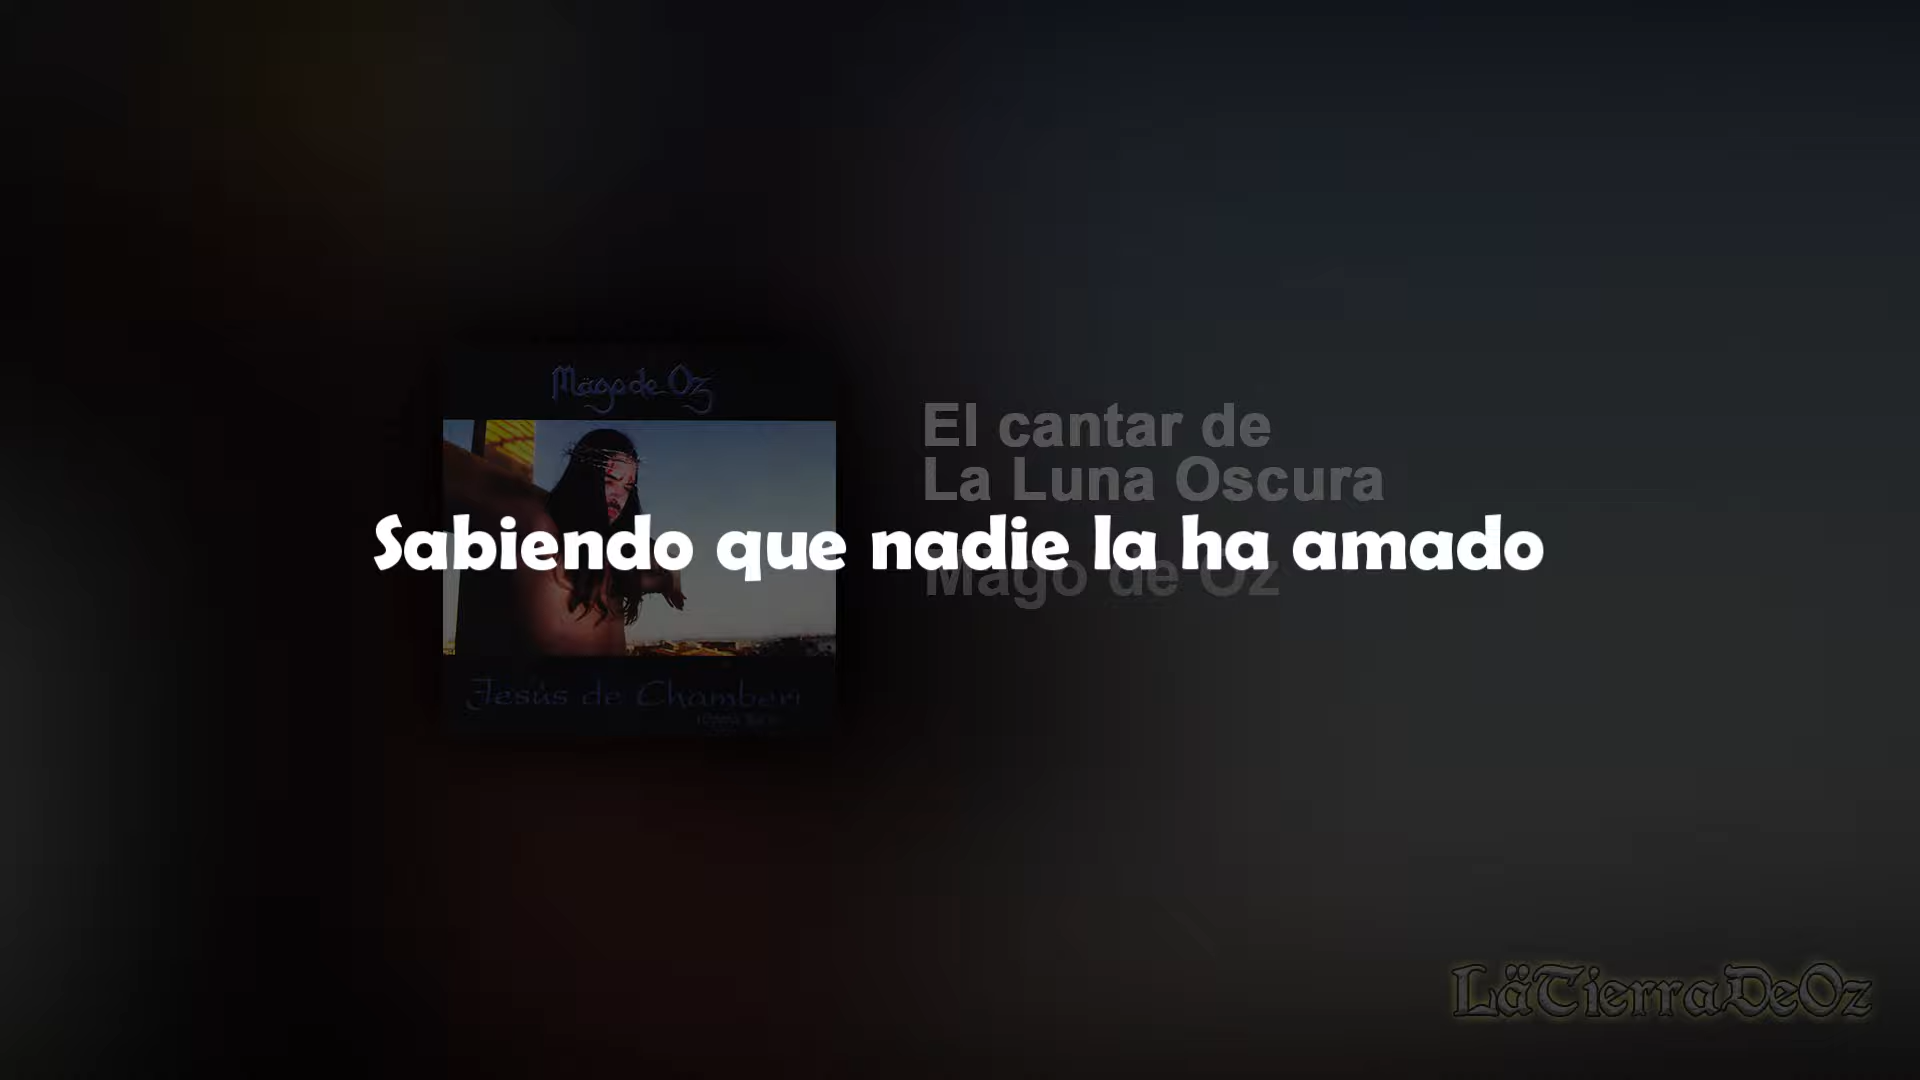 Mägo de Oz
El cantar de
La Luna Oscura
Sabiendo que nadie la ha amado
Mago de Oz
Jesús de Chamberí
LäTierraDeOz